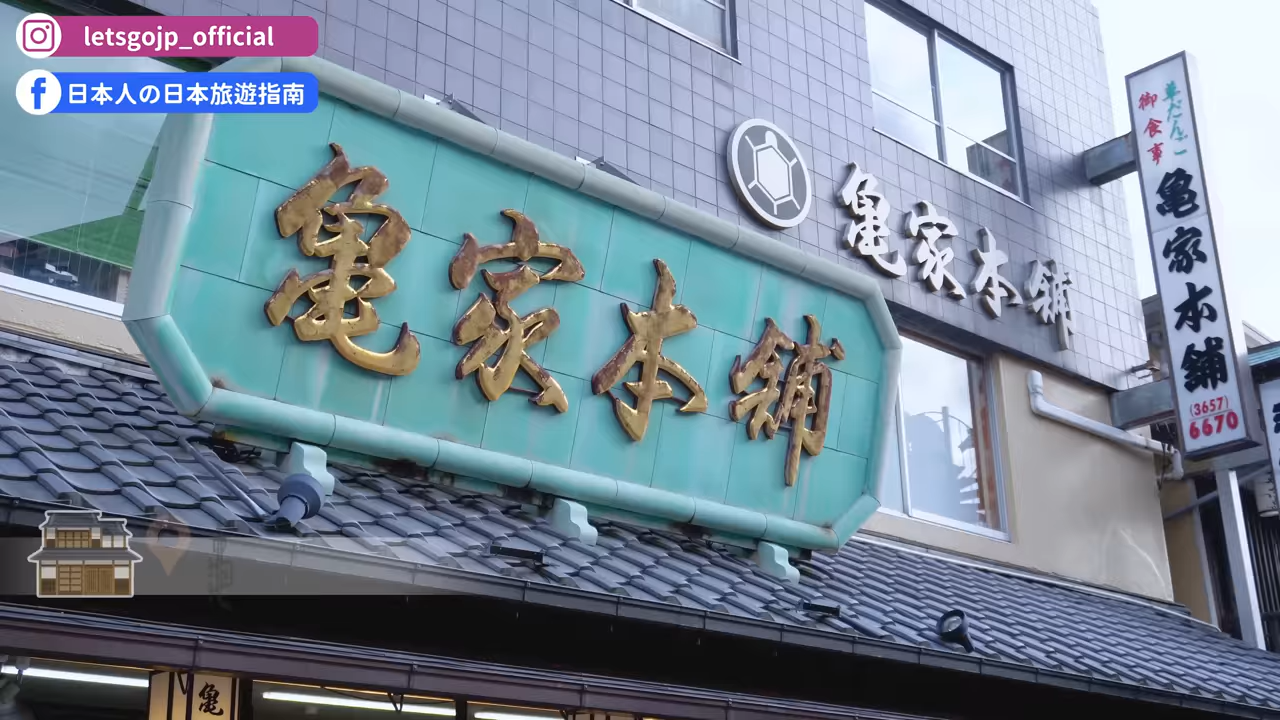 letsgojp_official
日本人の日本旅遊指南
亀家本舗
亀家本舗
草だんご
御食事
亀家本舗
(3657)
6670
亀